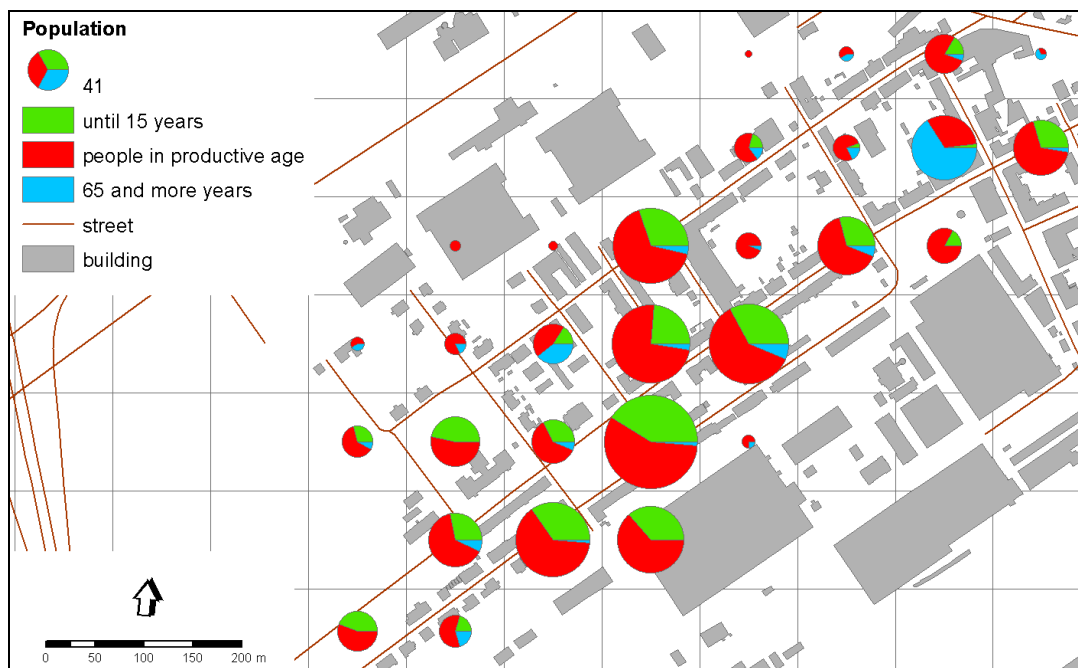 Population
41
until 15 years
people in productive age
65 and more years
street
building
0 50 100 150 200 m